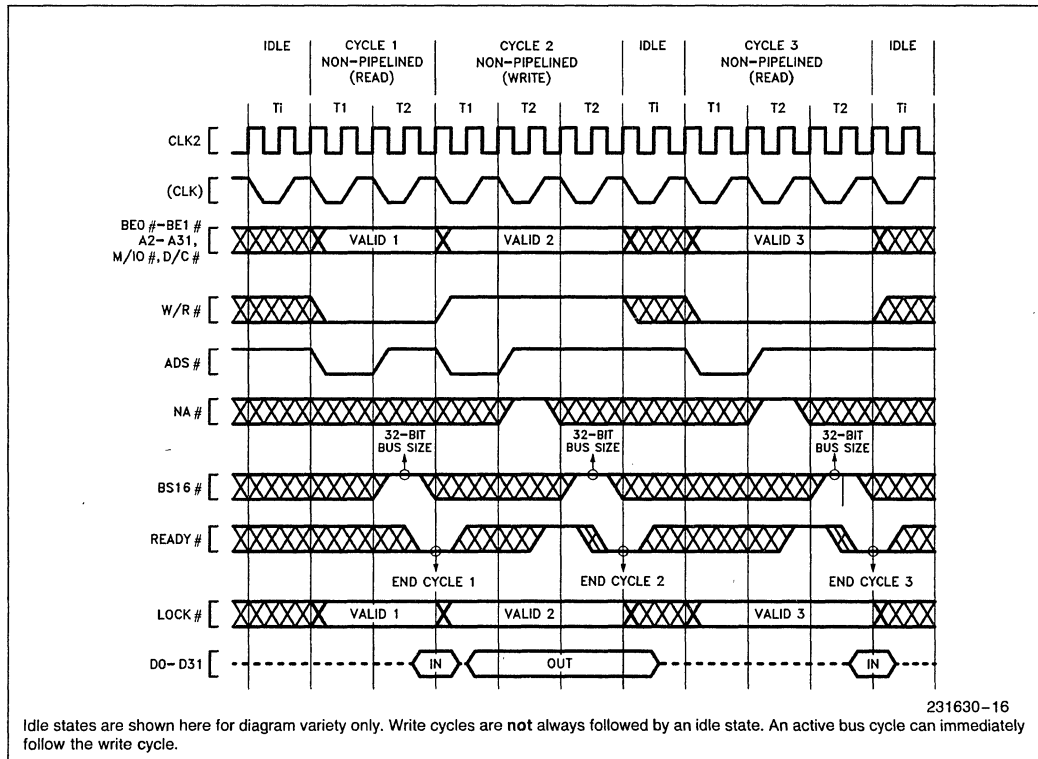 IDLE CYCLE 1 CYCLE 2 IDLE CYCLE 3 IDLE
NON-PIPELINED NON-PIPELINED NON-PIPELINED
(READ) (WRITE) (READ)
Ti T1 T2 T1 T2 T2 Ti T1 T2 T2 Ti
CLK2
(CLK)
BE0 #-BE1 #
A2-A31,
M/IO #, D/C #
VALID 1 VALID 2 VALID 3
W/R #
ADS #
NA #
32-BIT 32-BIT 32-BIT
BUS SIZE BUS SIZE BUS SIZE
BS16 #
READY #
END CYCLE 1 END CYCLE 2 END CYCLE 3
LOCK # VALID 1 VALID 2 VALID 3
D0-D31 IN OUT IN
231630-16
Idle states are shown here for diagram variety only. Write cycles are not always followed by an idle state. An active bus cycle can immediately
follow the write cycle.